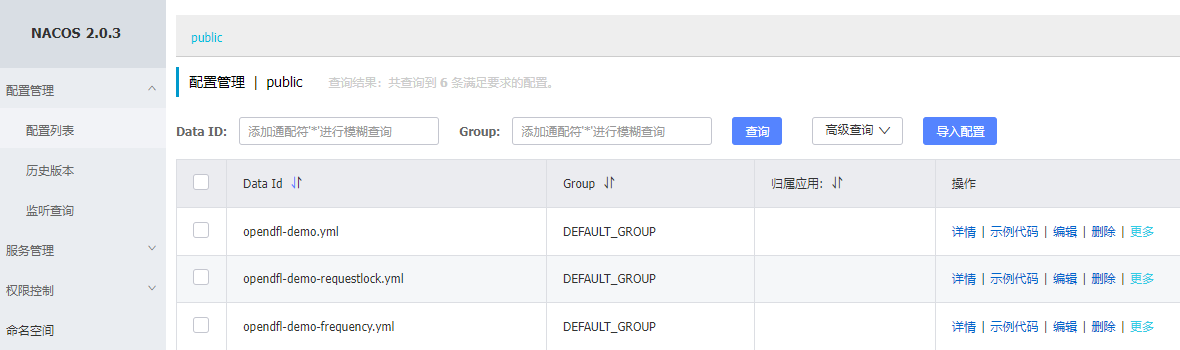 NACOS 2.0.3
配置管理
配置列表
历史版本
监听查询
服务管理
权限控制
命名空间
public
配置管理 | public 查询结果：共查询到 6 条满足要求的配置。
Data ID: 添加通配符'*'进行模糊查询 Group: 添加通配符'*'进行模糊查询 查询 高级查询 导入配置
Data Id Group 归属应用: 操作
opendfl-demo.yml DEFAULT_GROUP 详情 | 示例代码 | 编辑 | 删除 | 更多
opendfl-demo-requestlock.yml DEFAULT_GROUP 详情 | 示例代码 | 编辑 | 删除 | 更多
opendfl-demo-frequency.yml DEFAULT_GROUP 详情 | 示例代码 | 编辑 | 删除 | 更多